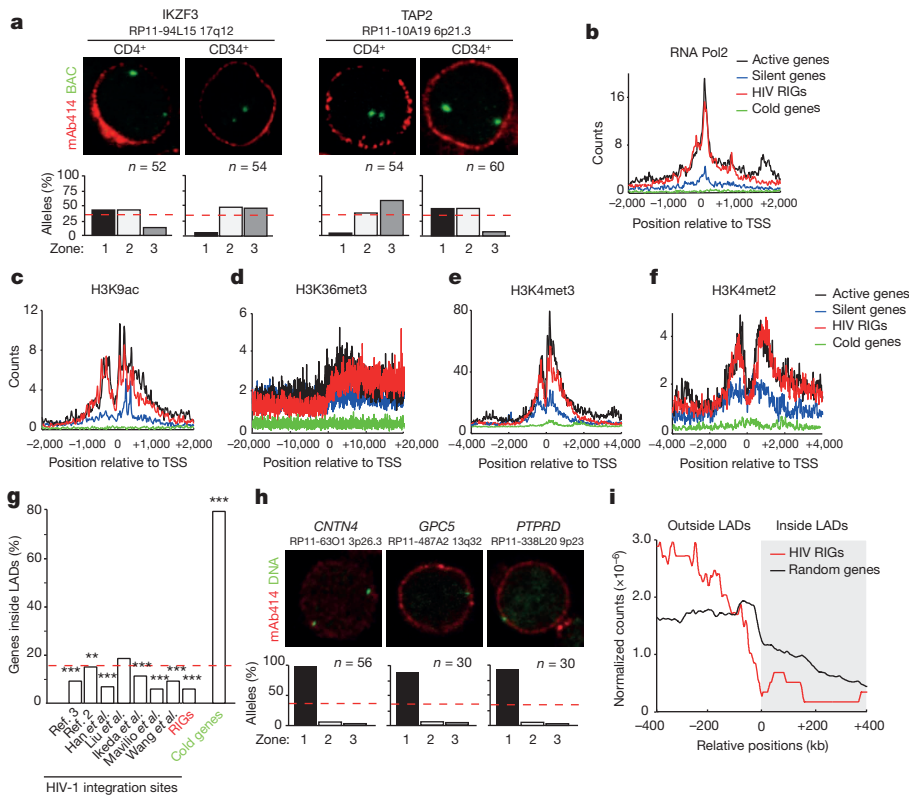 a
IKZF3
RP11-94L15 17q12
CD4+ CD34+
TAP2
RP11-10A19 6p21.3
CD4+ CD34+
mAb414 BAC
n = 52
n = 54
n = 54
n = 60
Alleles (%)
100
75
50
25
0
Zone: 1 2 3 1 2 3 1 2 3 1 2 3
b
RNA Pol2
Active genes
Silent genes
HIV RIGs
Cold genes
Counts
16
8
0
−2,000 −1,000 0 +1,000 +2,000
Position relative to TSS
c
H3K9ac
Counts
12
8
4
0
−2,000 −1,000 0 +1,000 +2,000
Position relative to TSS
d
H3K36met3
6
4
2
0
−20,000 −10,000 0 +10,000 +20,000
Position relative to TSS
e
H3K4met3
80
40
0
−4,000 −2,000 0 +2,000 +4,000
Position relative to TSS
f
H3K4met2
6
4
2
0
−4,000 −2,000 0 +2,000 +4,000
Position relative to TSS
Active genes
Silent genes
HIV RIGs
Cold genes
g
Genes inside LADs (%)
80
60
40
20
0
*** ** *** *** *** *** *** ***
Ref. 3
Ref. 2
Han et al.
Liu et al.
Ikeda et al.
Mavilio et al.
Wang et al.
RIGs
Cold genes
HIV-1 integration sites
h
CNTN4
RP11-63O1 3p26.3
GPC5
RP11-487A2 13q32
PTPRD
RP11-338L20 9p23
mAb414 DNA
n = 56
n = 30
n = 30
Alleles (%)
100
75
50
25
0
Zone: 1 2 3 1 2 3 1 2 3
i
Outside LADs Inside LADs
HIV RIGs
Random genes
Normalized counts (×10−6)
3.0
2.0
1.0
0
−400 −200 0 +200 +400
Relative positions (kb)